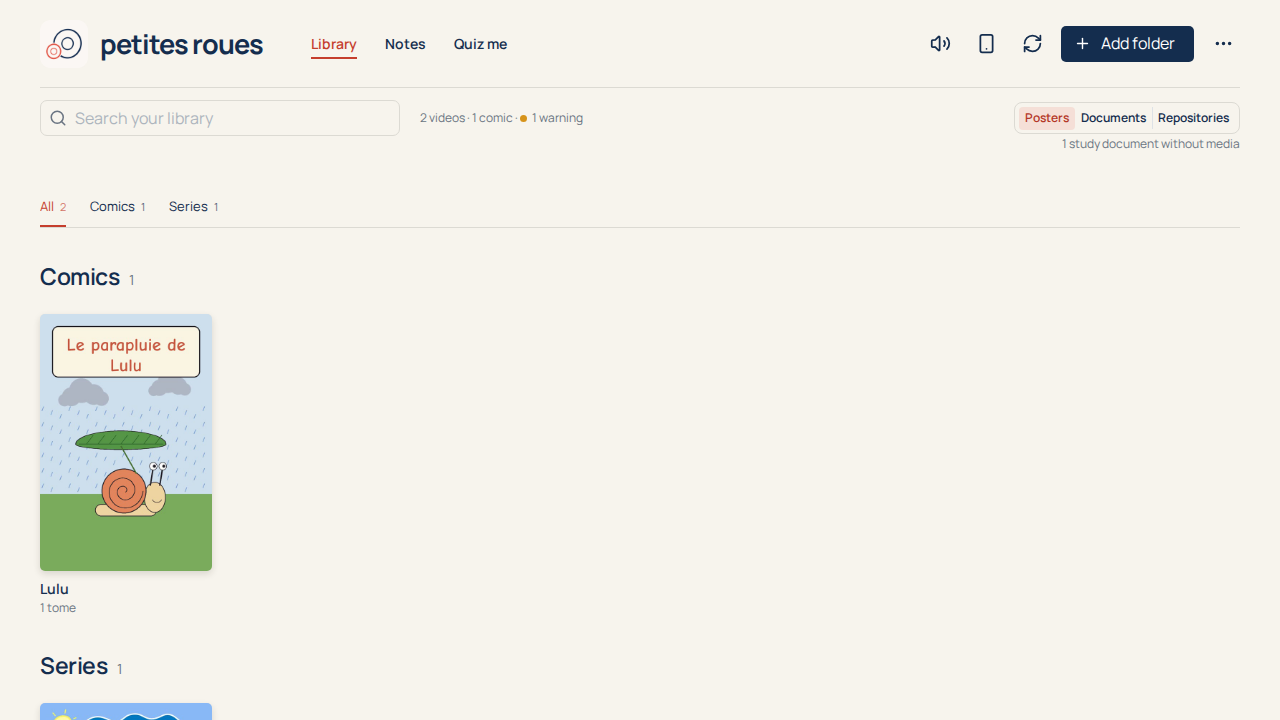 petites roues
Library
Notes
Quiz me
Add folder
Search your library
2 videos · 1 comic · 1 warning
Posters
Documents
Repositories
1 study document without media
All 2
Comics 1
Series 1
Comics 1
Le parapluie de
Lulu
Lulu
1 tome
Series 1